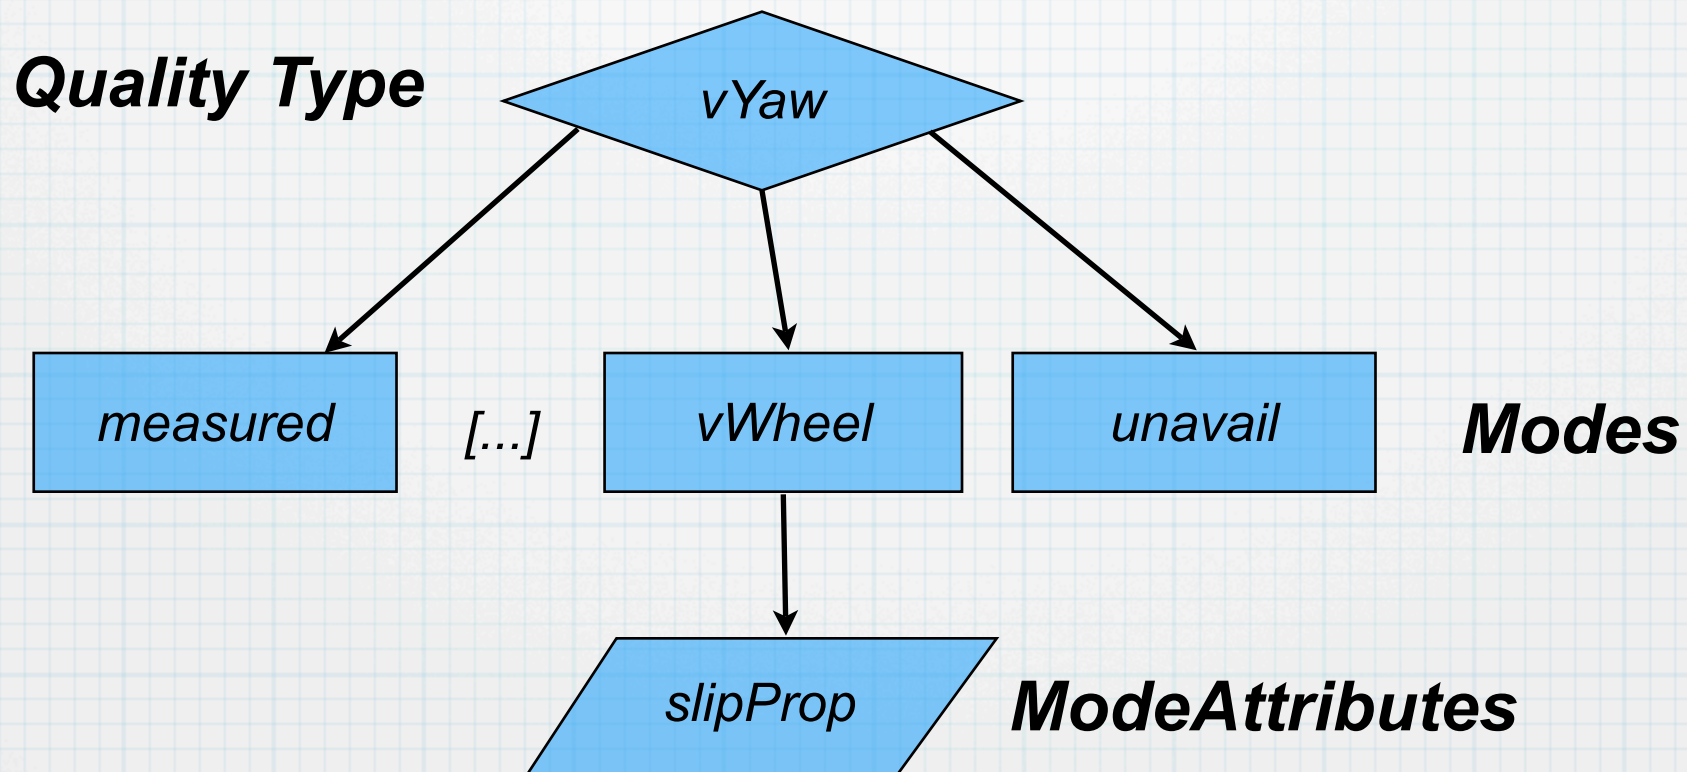 Quality Type
vYaw
measured
[...]
vWheel
unavail
Modes
slipProp
ModeAttributes